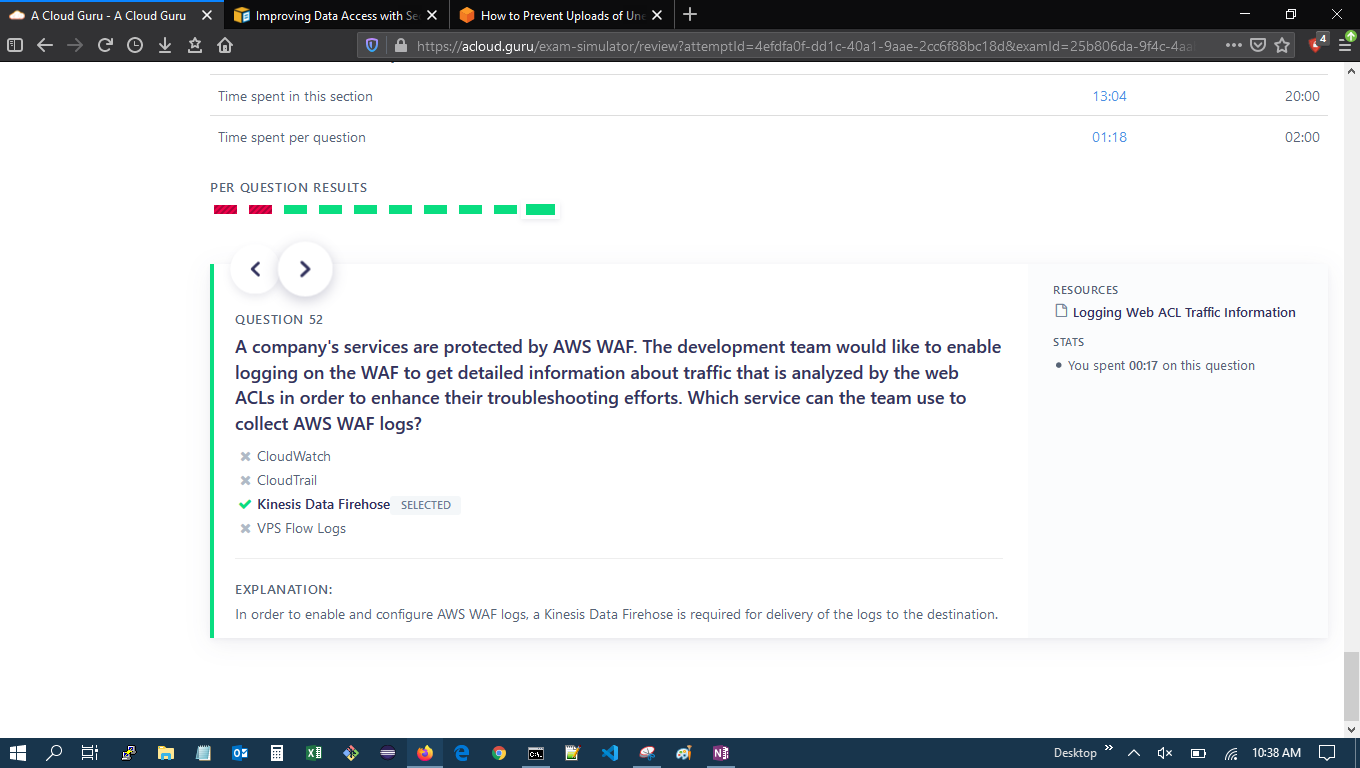 A Cloud Guru - A Cloud Guru
Improving Data Access with Se
How to Prevent Uploads of Une
https://acloud.guru/exam-simulator/review?attemptId=4efdfa0f-dd1c-40a1-9aae-2cc6f88bc18d&examId=25b806da-9f4c-4aa
4
Time spent in this section 13:04 20:00
Time spent per question 01:18 02:00
PER QUESTION RESULTS
QUESTION 52
A company's services are protected by AWS WAF. The development team would like to enable
logging on the WAF to get detailed information about traffic that is analyzed by the web
ACLs in order to enhance their troubleshooting efforts. Which service can the team use to
collect AWS WAF logs?
CloudWatch
CloudTrail
Kinesis Data Firehose SELECTED
VPS Flow Logs
EXPLANATION:
In order to enable and configure AWS WAF logs, a Kinesis Data Firehose is required for delivery of the logs to the destination.
RESOURCES
Logging Web ACL Traffic Information
STATS
You spent 00:17 on this question
Desktop
10:38 AM